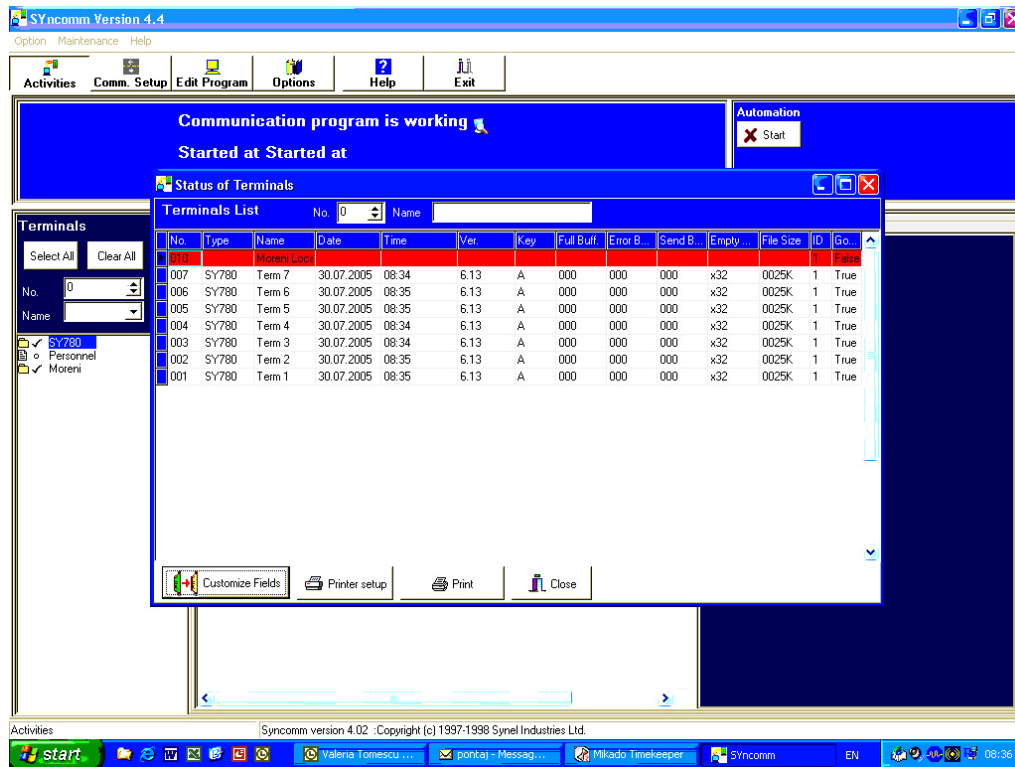 SYncomm Version 4.4
Option Maintenance Help
Activities Comm. Setup Edit Program Options Help Exit
Communication program is working
Started at Started at
Automation
Start
Status of Terminals
Terminals List No. 0 Name
Terminals
Select All Clear All
No. 0
Name
SY780
Personnel
Moreni
No. Type Name Date Time Ver. Key Full Buff. Error B... Send B... Empty ... File Size ID Go...
010 Moreni Loca 1 False
007 SY780 Term 7 30.07.2005 08:34 6.13 A 000 000 000 x32 0025K 1 True
006 SY780 Term 6 30.07.2005 08:35 6.13 A 000 000 000 x32 0025K 1 True
005 SY780 Term 5 30.07.2005 08:35 6.13 A 000 000 000 x32 0025K 1 True
004 SY780 Term 4 30.07.2005 08:34 6.13 A 000 000 000 x32 0025K 1 True
003 SY780 Term 3 30.07.2005 08:34 6.13 A 000 000 000 x32 0025K 1 True
002 SY780 Term 2 30.07.2005 08:35 6.13 A 000 000 000 x32 0025K 1 True
001 SY780 Term 1 30.07.2005 08:35 6.13 A 000 000 000 x32 0025K 1 True
Customize Fields Printer setup Print Close
Activities Syncomm version 4.02 :Copyright (c) 1997-1998 Synel Industries Ltd.
start Valeria Tomescu ... pontaj - Messag... Mikado Timekeeper SYncomm EN 08:36